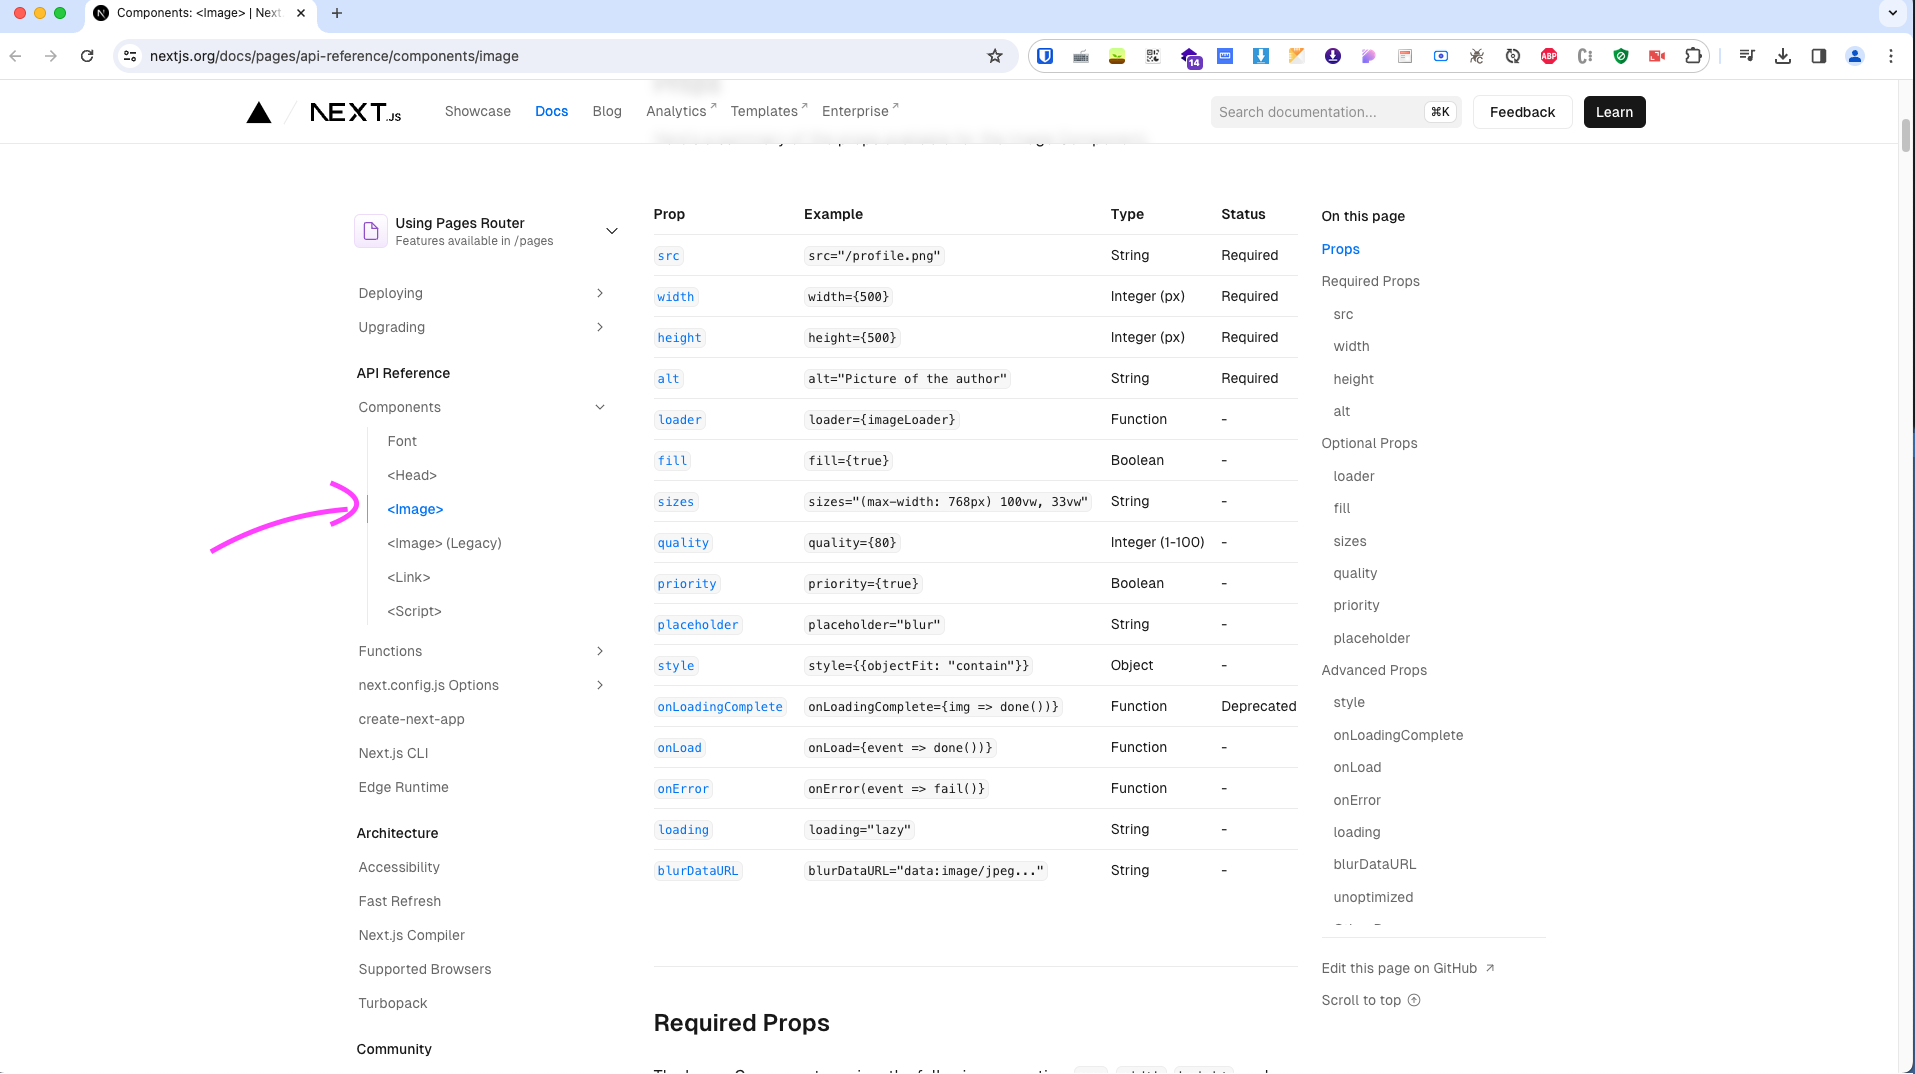 Components: <Image> | Next
nextjs.org/docs/pages/api-reference/components/image
14
ABP
NEXT.JS
Showcase
Docs
Blog
Analytics
Templates
Enterprise
Search documentation...
⌘K
Feedback
Learn
Using Pages Router
Features available in /pages
Deploying
Upgrading
API Reference
Components
Font
<Head>
<Image>
<Image> (Legacy)
<Link>
<Script>
Functions
next.config.js Options
create-next-app
Next.js CLI
Edge Runtime
Architecture
Accessibility
Fast Refresh
Next.js Compiler
Supported Browsers
Turbopack
Community
Prop Example Type Status
src src="/profile.png" String Required
width width={500} Integer (px) Required
height height={500} Integer (px) Required
alt alt="Picture of the author" String Required
loader loader={imageLoader} Function -
fill fill={true} Boolean -
sizes sizes="(max-width: 768px) 100vw, 33vw" String -
quality quality={80} Integer (1-100) -
priority priority={true} Boolean -
placeholder placeholder="blur" String -
style style={{objectFit: "contain"}} Object -
onLoadingComplete onLoadingComplete={img => done())} Function Deprecated
onLoad onLoad={event => done())} Function -
onError onError(event => fail()} Function -
loading loading="lazy" String -
blurDataURL blurDataURL="data:image/jpeg..." String -
Required Props
On this page
Props
Required Props
src
width
height
alt
Optional Props
loader
fill
sizes
quality
priority
placeholder
Advanced Props
style
onLoadingComplete
onLoad
onError
loading
blurDataURL
unoptimized
Edit this page on GitHub
Scroll to top